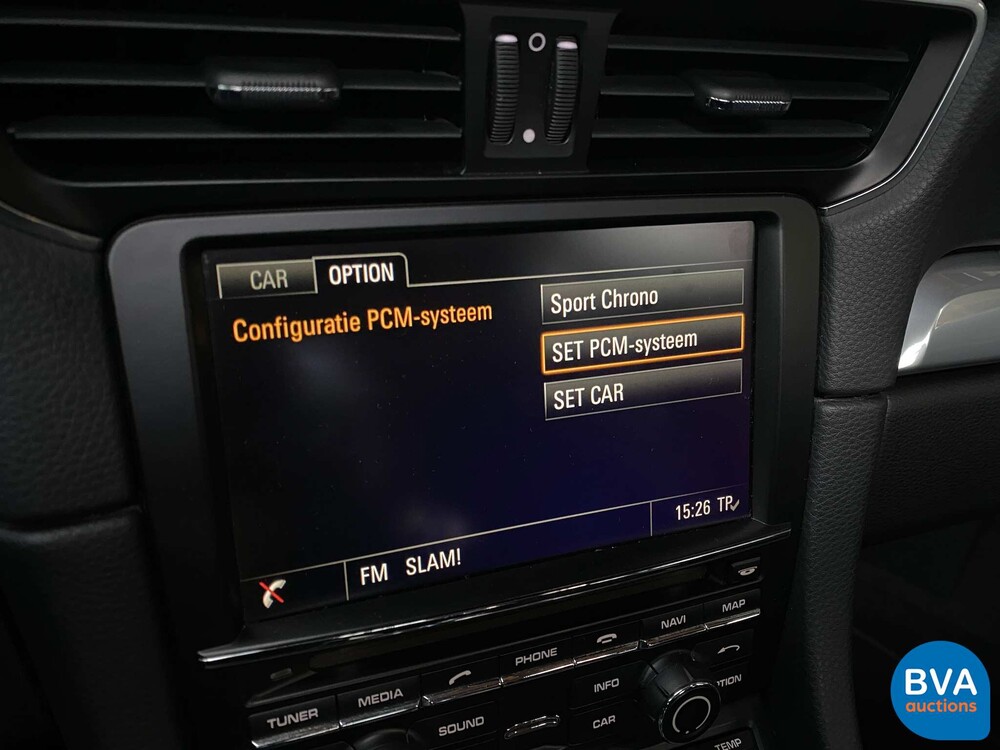 CAR OPTION
Configuratie PCM-systeem
Sport Chrono
SET PCM-systeem
SET CAR
15:26 TP
FM SLAM!
TUNER MEDIA PHONE NAVI MAP
SOUND INFO
CAR
TEMP
BVA
auctions